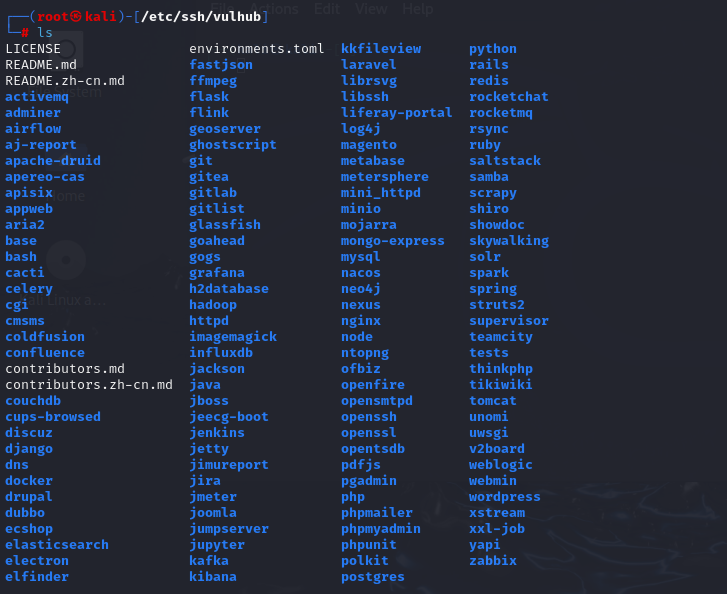 File Actions Edit View Help
┌──(root㉿kali)-[/etc/ssh/vulhub]
└─# ls
LICENSE environments.toml kkfileview python
README.md fastjson laravel rails
README.zh-cn.md ffmpeg librsvg redis
activemq flask libssh rocketchat
adminer flink liferay-portal rocketmq
airflow geoserver log4j rsync
aj-report ghostscript magento ruby
apache-druid git metabase saltstack
apereo-cas gitea metersphere samba
apisix gitlab mini_httpd scrapy
appweb gitlist minio shiro
aria2 glassfish mojarra showdoc
base goahead mongo-express skywalking
bash gogs mysql solr
cacti grafana nacos spark
celery h2database neo4j spring
cgi hadoop nexus struts2
cmsms httpd nginx supervisor
coldfusion imagemagick node teamcity
confluence influxdb ntopng tests
contributors.md jackson ofbiz thinkphp
contributors.zh-cn.md java openfire tikiwiki
couchdb jboss opensmtpd tomcat
cups-browsed jeecg-boot openssh unomi
discuz jenkins openssl uwsgi
django jetty opentsdb v2board
dns jimureport pdfjs weblogic
docker jira pgadmin webmin
drupal jmeter php wordpress
dubbo joomla phpmailer xstream
ecshop jumpserver phpmyadmin xxl-job
elasticsearch jupyter phpunit yapi
electron kafka polkit zabbix
elfinder kibana postgres